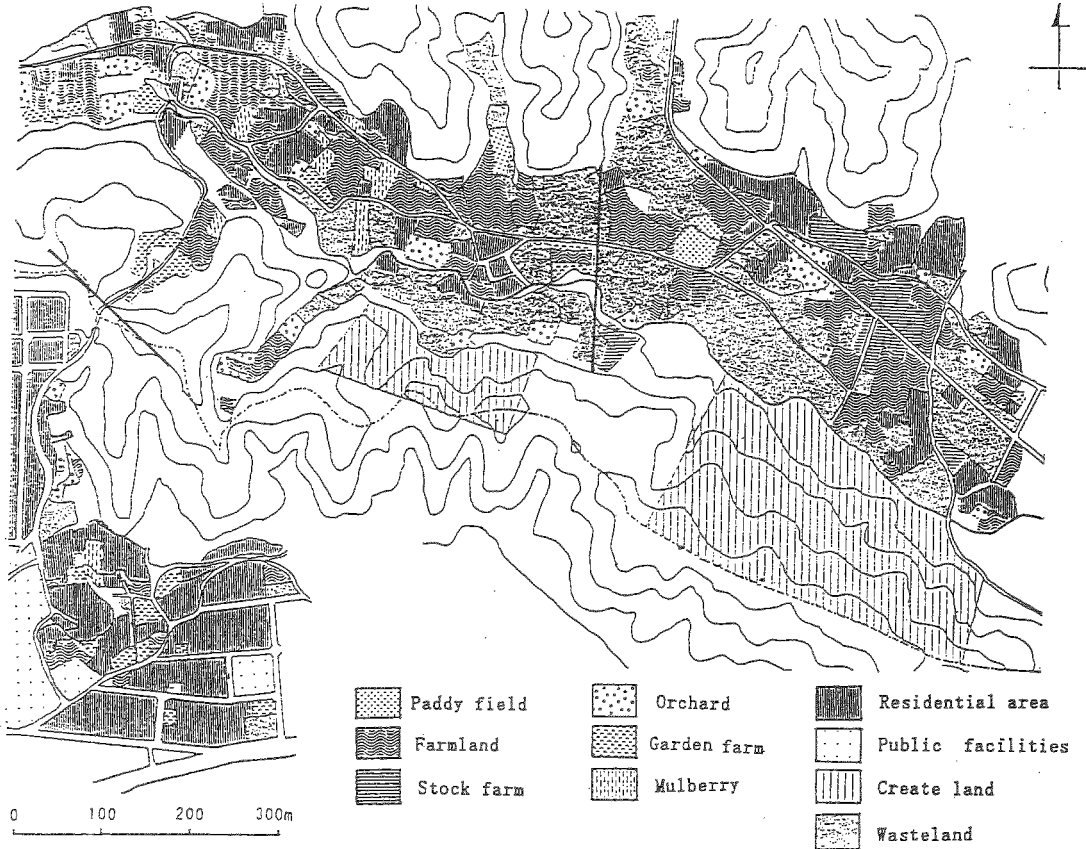 Paddy field
Farmland
Stock farm
Orchard
Garden farm
Mulberry
Residential area
Public facilities
Create land
Wasteland
0 100 200 300m